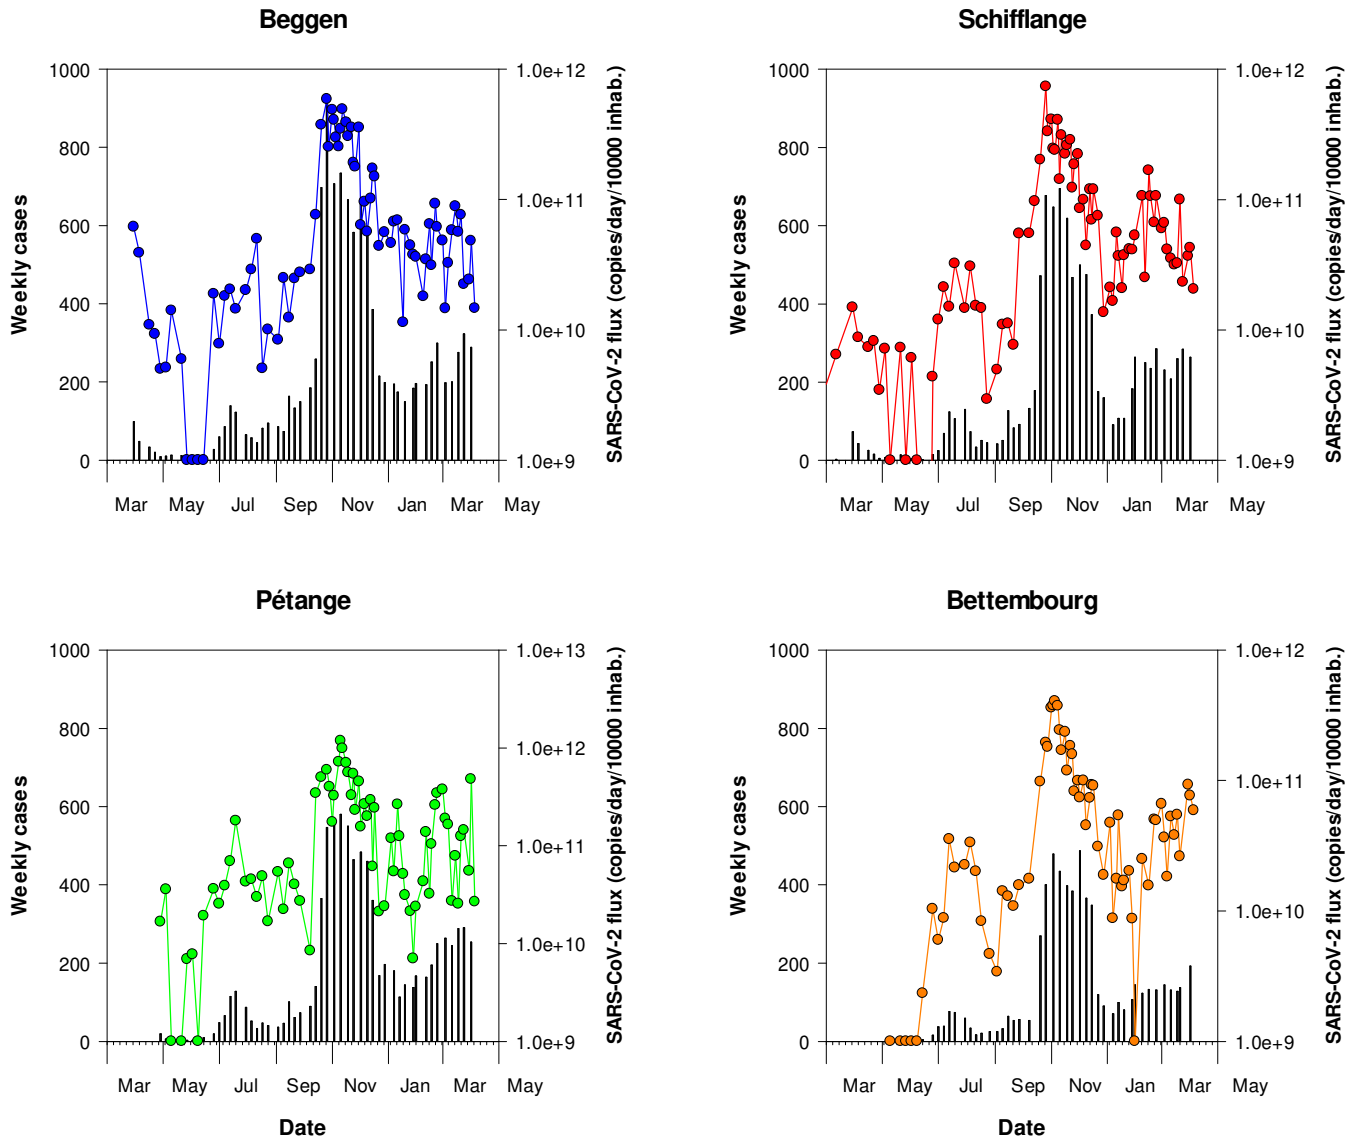 Beggen
Schifflange
1000
800
600
400
200
0
Weekly cases
1.0e+12
1.0e+11
1.0e+10
1.0e+9
SARS-CoV-2 flux (copies/day/10000 inhab.)
Mar May Jul Sep Nov Jan Mar May
1000
800
600
400
200
0
Weekly cases
1.0e+12
1.0e+11
1.0e+10
1.0e+9
SARS-CoV-2 flux (copies/day/10000 inhab.)
Mar May Jul Sep Nov Jan Mar May
Pétange
Bettembourg
1000
800
600
400
200
0
Weekly cases
1.0e+13
1.0e+12
1.0e+11
1.0e+10
1.0e+9
SARS-CoV-2 flux (copies/day/10000 inhab.)
Mar May Jul Sep Nov Jan Mar May
Date
1000
800
600
400
200
0
Weekly cases
1.0e+12
1.0e+11
1.0e+10
1.0e+9
SARS-CoV-2 flux (copies/day/10000 inhab.)
Mar May Jul Sep Nov Jan Mar May
Date